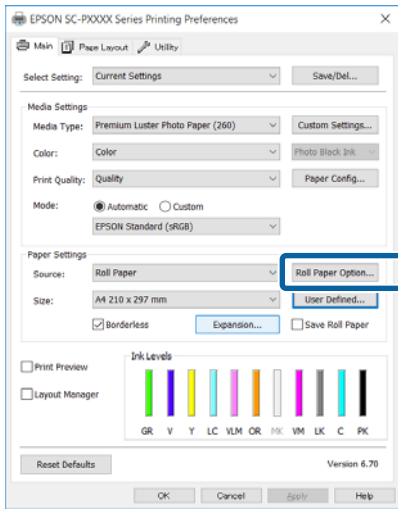 EPSON SC-PXXXX Series Printing Preferences
Main Page Layout Utility
Select Setting: Current Settings Save/Del...
Media Settings
Media Type: Premium Luster Photo Paper (260) Custom Settings...
Color: Color Photo Black Ink
Print Quality: Quality Paper Config...
Mode: Automatic Custom
EPSON Standard (sRGB)
Paper Settings
Source: Roll Paper Roll Paper Option...
Size: A4 210 x 297 mm User Defined...
Borderless Expansion... Save Roll Paper
Print Preview
Ink Levels
Layout Manager
GR V Y LC VLM OR MK VM LK C PK
Reset Defaults Version 6.70
OK Cancel Apply Help